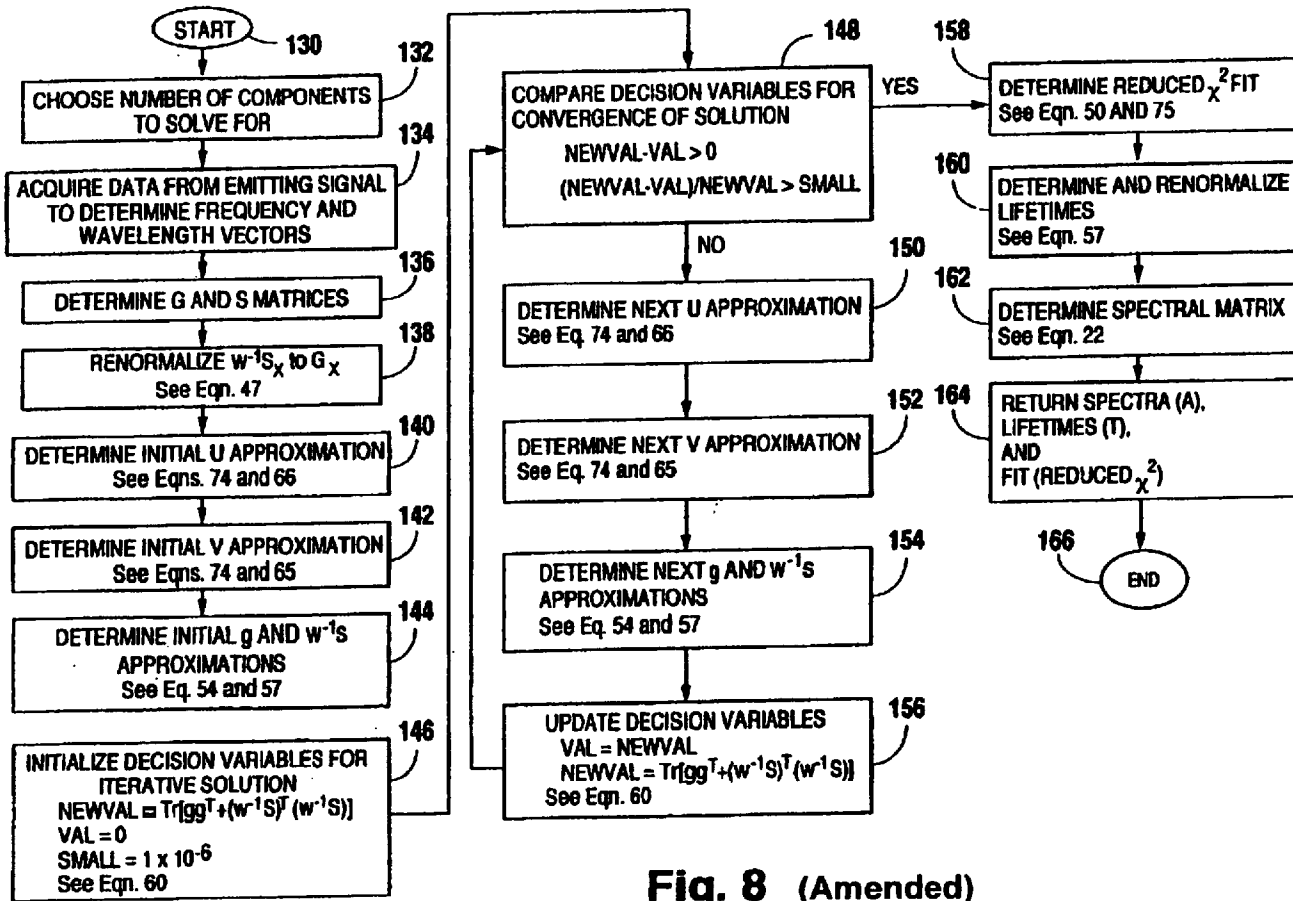 START
130
132
CHOOSE NUMBER OF COMPONENTS
TO SOLVE FOR
134
ACQUIRE DATA FROM EMITTING SIGNAL
TO DETERMINE FREQUENCY AND
WAVELENGTH VECTORS
136
DETERMINE G AND S MATRICES
138
RENORMALIZE w⁻¹Sₓ to Gₓ
See Eqn. 47
140
DETERMINE INITIAL U APPROXIMATION
See Eqns. 74 and 66
142
DETERMINE INITIAL V APPROXIMATION
See Eqns. 74 and 65
144
DETERMINE INITIAL g AND w⁻¹s
APPROXIMATIONS
See Eq. 54 and 57
146
INITIALIZE DECISION VARIABLES FOR
ITERATIVE SOLUTION
NEWVAL = Tr[ggᵀ+(w⁻¹S)ᵀ (w⁻¹S)]
VAL = 0
SMALL = 1 x 10⁻⁶
See Eqn. 60
148
COMPARE DECISION VARIABLES FOR
CONVERGENCE OF SOLUTION
NEWVAL-VAL > 0
(NEWVAL-VAL)/NEWVAL > SMALL
YES
NO
150
DETERMINE NEXT U APPROXIMATION
See Eq. 74 and 66
152
DETERMINE NEXT V APPROXIMATION
See Eq. 74 and 65
154
DETERMINE NEXT g AND w⁻¹s
APPROXIMATIONS
See Eq. 54 and 57
156
UPDATE DECISION VARIABLES
VAL = NEWVAL
NEWVAL = Tr[ggᵀ+(w⁻¹S)ᵀ (w⁻¹S)]
See Eqn. 60
158
DETERMINE REDUCED χ² FIT
See Eqn. 50 AND 75
160
DETERMINE AND RENORMALIZE
LIFETIMES
See Eqn. 57
162
DETERMINE SPECTRAL MATRIX
See Eqn. 22
164
RETURN SPECTRA (A),
LIFETIMES (T),
AND
FIT (REDUCED χ²)
166
END
Fig. 8 (Amended)